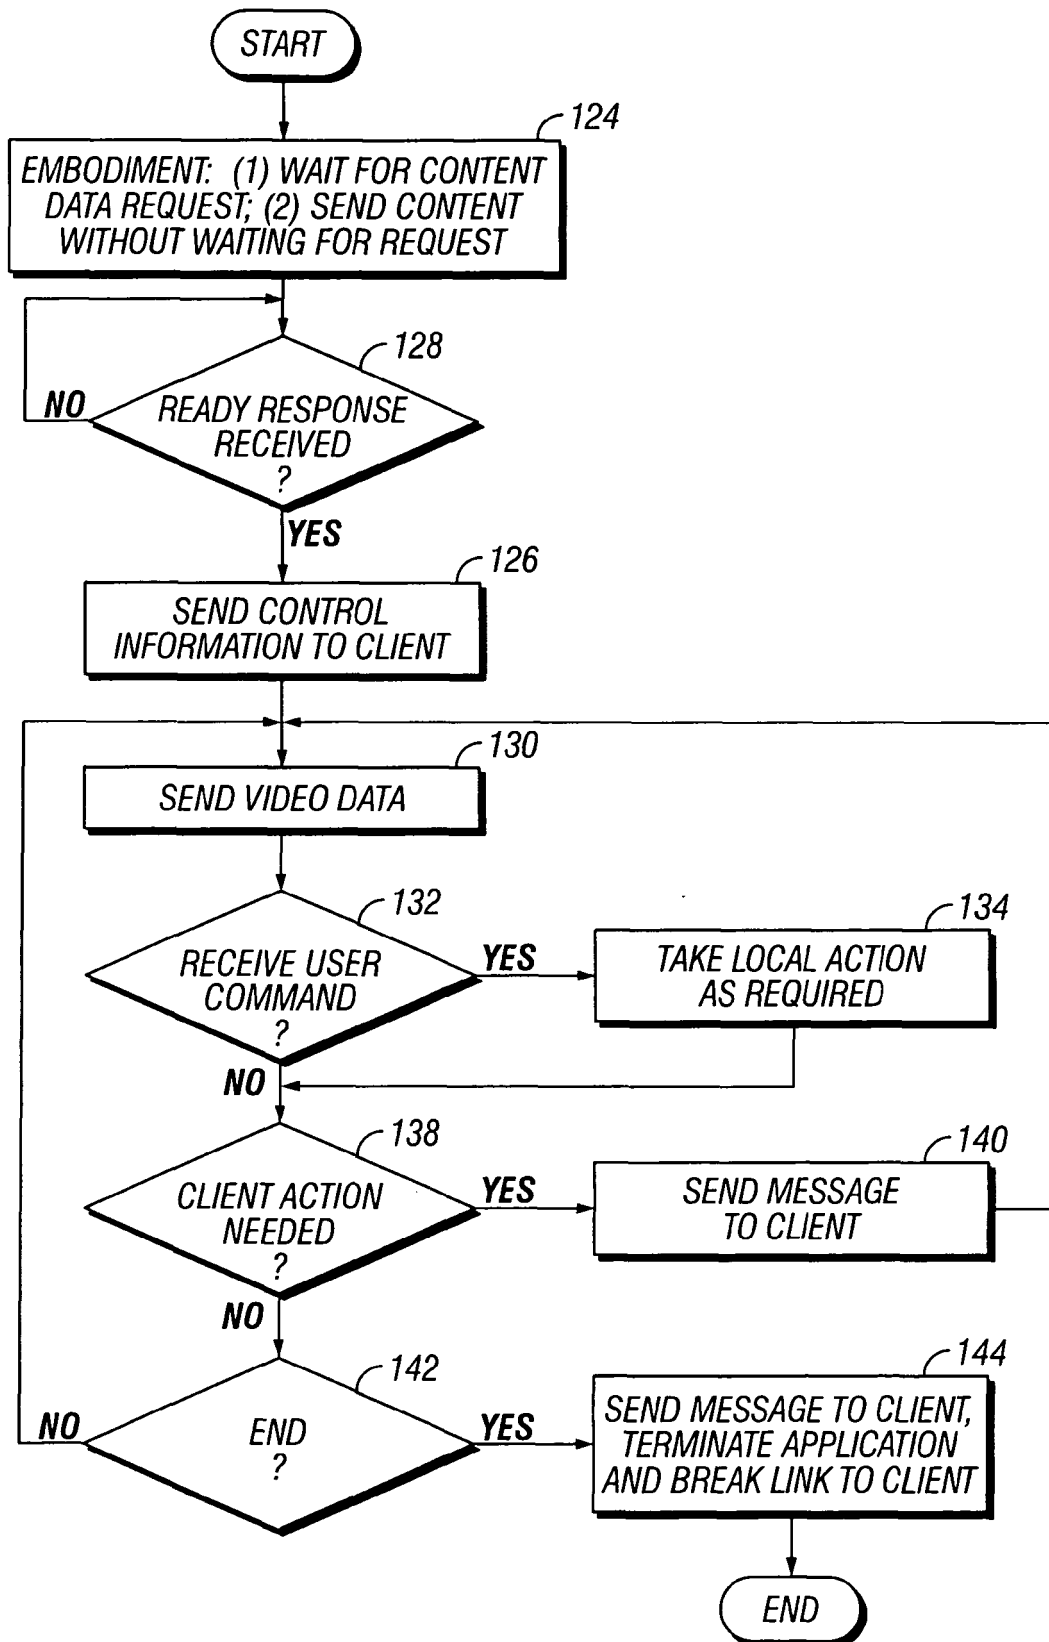 START
124
EMBODIMENT: (1) WAIT FOR CONTENT
DATA REQUEST; (2) SEND CONTENT
WITHOUT WAITING FOR REQUEST
128
NO
READY RESPONSE
RECEIVED
?
YES
126
SEND CONTROL
INFORMATION TO CLIENT
130
SEND VIDEO DATA
132
RECEIVE USER
COMMAND
?
YES
134
TAKE LOCAL ACTION
AS REQUIRED
NO
138
CLIENT ACTION
NEEDED
?
YES
140
SEND MESSAGE
TO CLIENT
NO
142
NO
END
?
YES
144
SEND MESSAGE TO CLIENT,
TERMINATE APPLICATION
AND BREAK LINK TO CLIENT
END